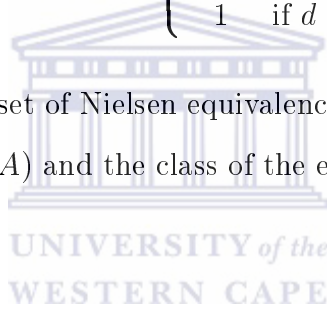 1 if d
set of Nielsen equivalenc
A) and the class of the e
UNIVERSITY of the
WESTERN CAPE